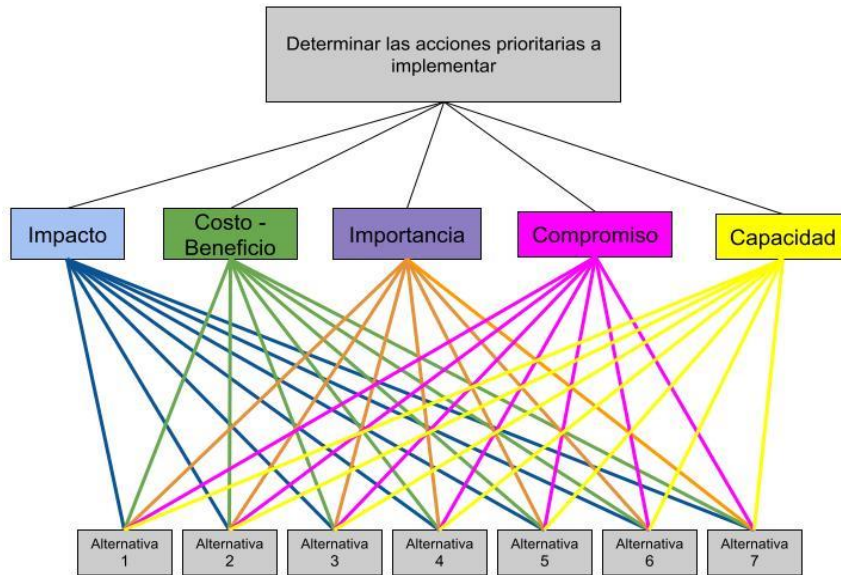 Determinar las acciones prioritarias a
implementar
Impacto
Costo -
Beneficio
Importancia
Compromiso
Capacidad
Alternativa
1
Alternativa
2
Alternativa
3
Alternativa
4
Alternativa
5
Alternativa
6
Alternativa
7